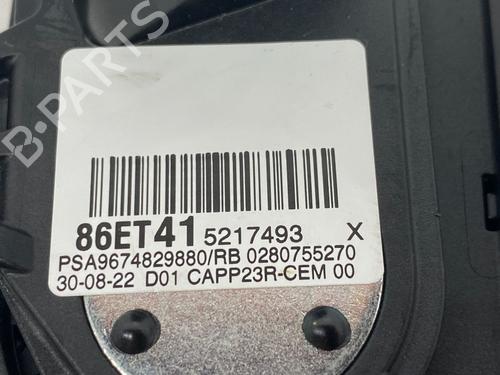 B-PARTS
86ET41 5217493 X
PSA9674829880/RB 0280755270
30-08-22 D01 CAPP23R-CEM 00